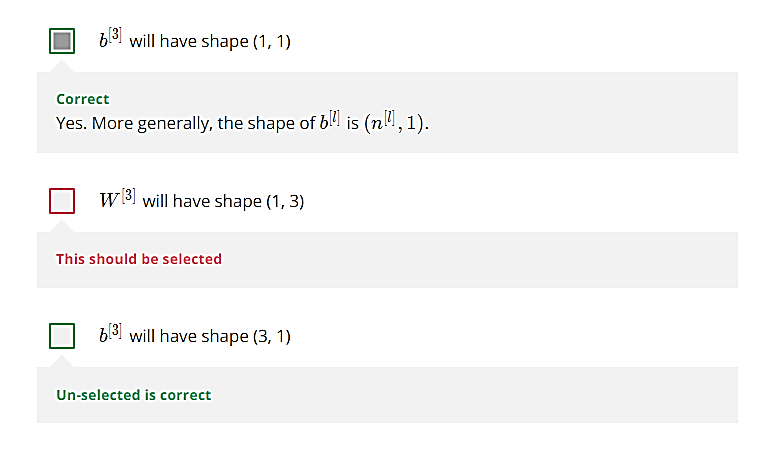 b[3] will have shape (1, 1)
Correct
Yes. More generally, the shape of b[l] is (n[l], 1).
W[3] will have shape (1, 3)
This should be selected
b[3] will have shape (3, 1)
Un-selected is correct